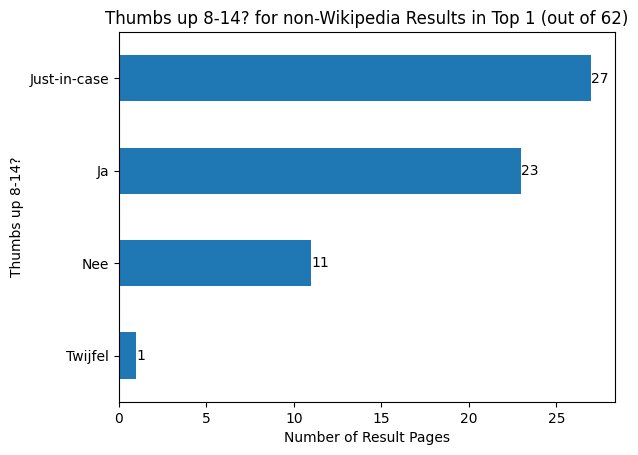 Thumbs up 8-14? for non-Wikipedia Results in Top 1 (out of 62)
Thumbs up 8-14?
Just-in-case
27
Ja
23
Nee
11
Twijfel
1
0 5 10 15 20 25
Number of Result Pages